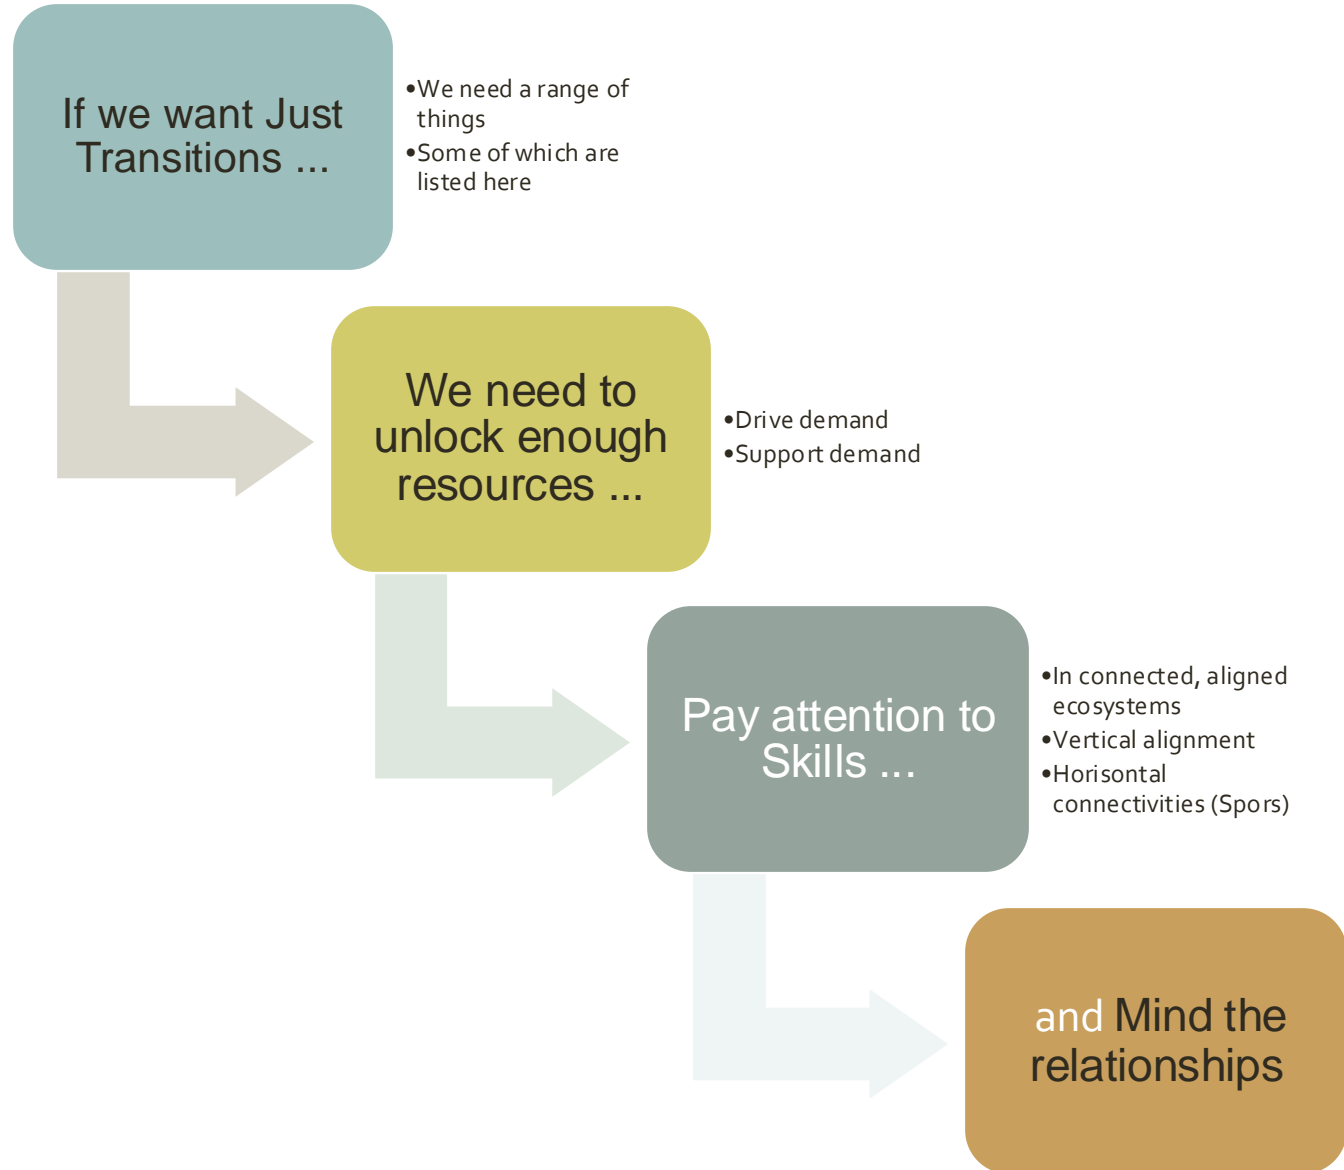 If we want Just
Transitions ...
•We need a range of
things
•Some of which are
listed here
We need to
unlock enough
resources ...
•Drive demand
•Support demand
Pay attention to
Skills ...
•In connected, aligned
ecosystems
•Vertical alignment
•Horisontal
connectivities (Spors)
and Mind the
relationships